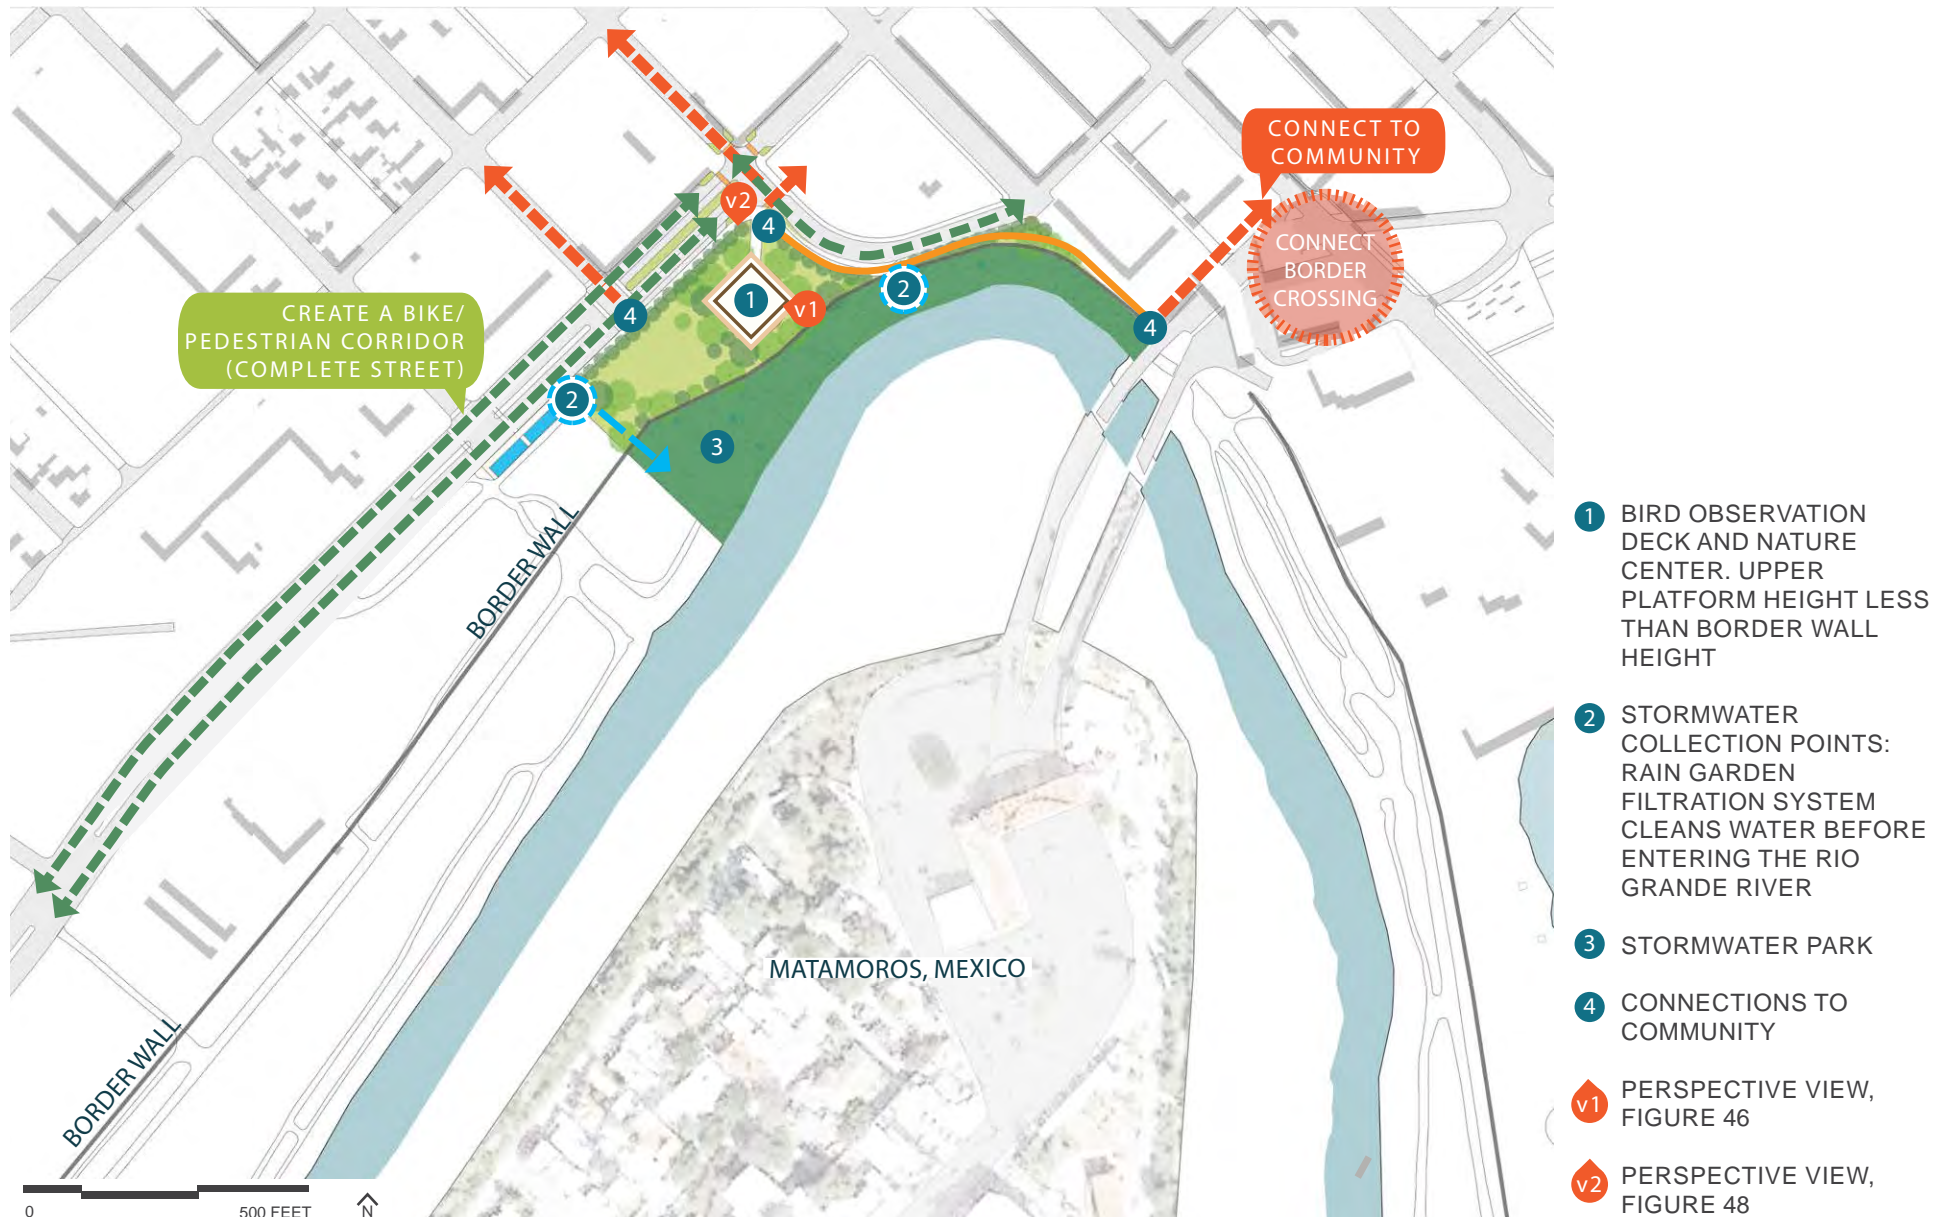 CONNECT TO
COMMUNITY
v2
4
CONNECT
BORDER
CROSSING
1
v1
2
4
4
CREATE A BIKE/
PEDESTRIAN CORRIDOR
(COMPLETE STREET)
2
3
BORDER WALL
MATAMOROS, MEXICO
BORDER WALL
0
500 FEET
N
1 BIRD OBSERVATION
DECK AND NATURE
CENTER. UPPER
PLATFORM HEIGHT LESS
THAN BORDER WALL
HEIGHT
2 STORMWATER
COLLECTION POINTS:
RAIN GARDEN
FILTRATION SYSTEM
CLEANS WATER BEFORE
ENTERING THE RIO
GRANDE RIVER
3 STORMWATER PARK
4 CONNECTIONS TO
COMMUNITY
v1 PERSPECTIVE VIEW,
FIGURE 46
v2 PERSPECTIVE VIEW,
FIGURE 48